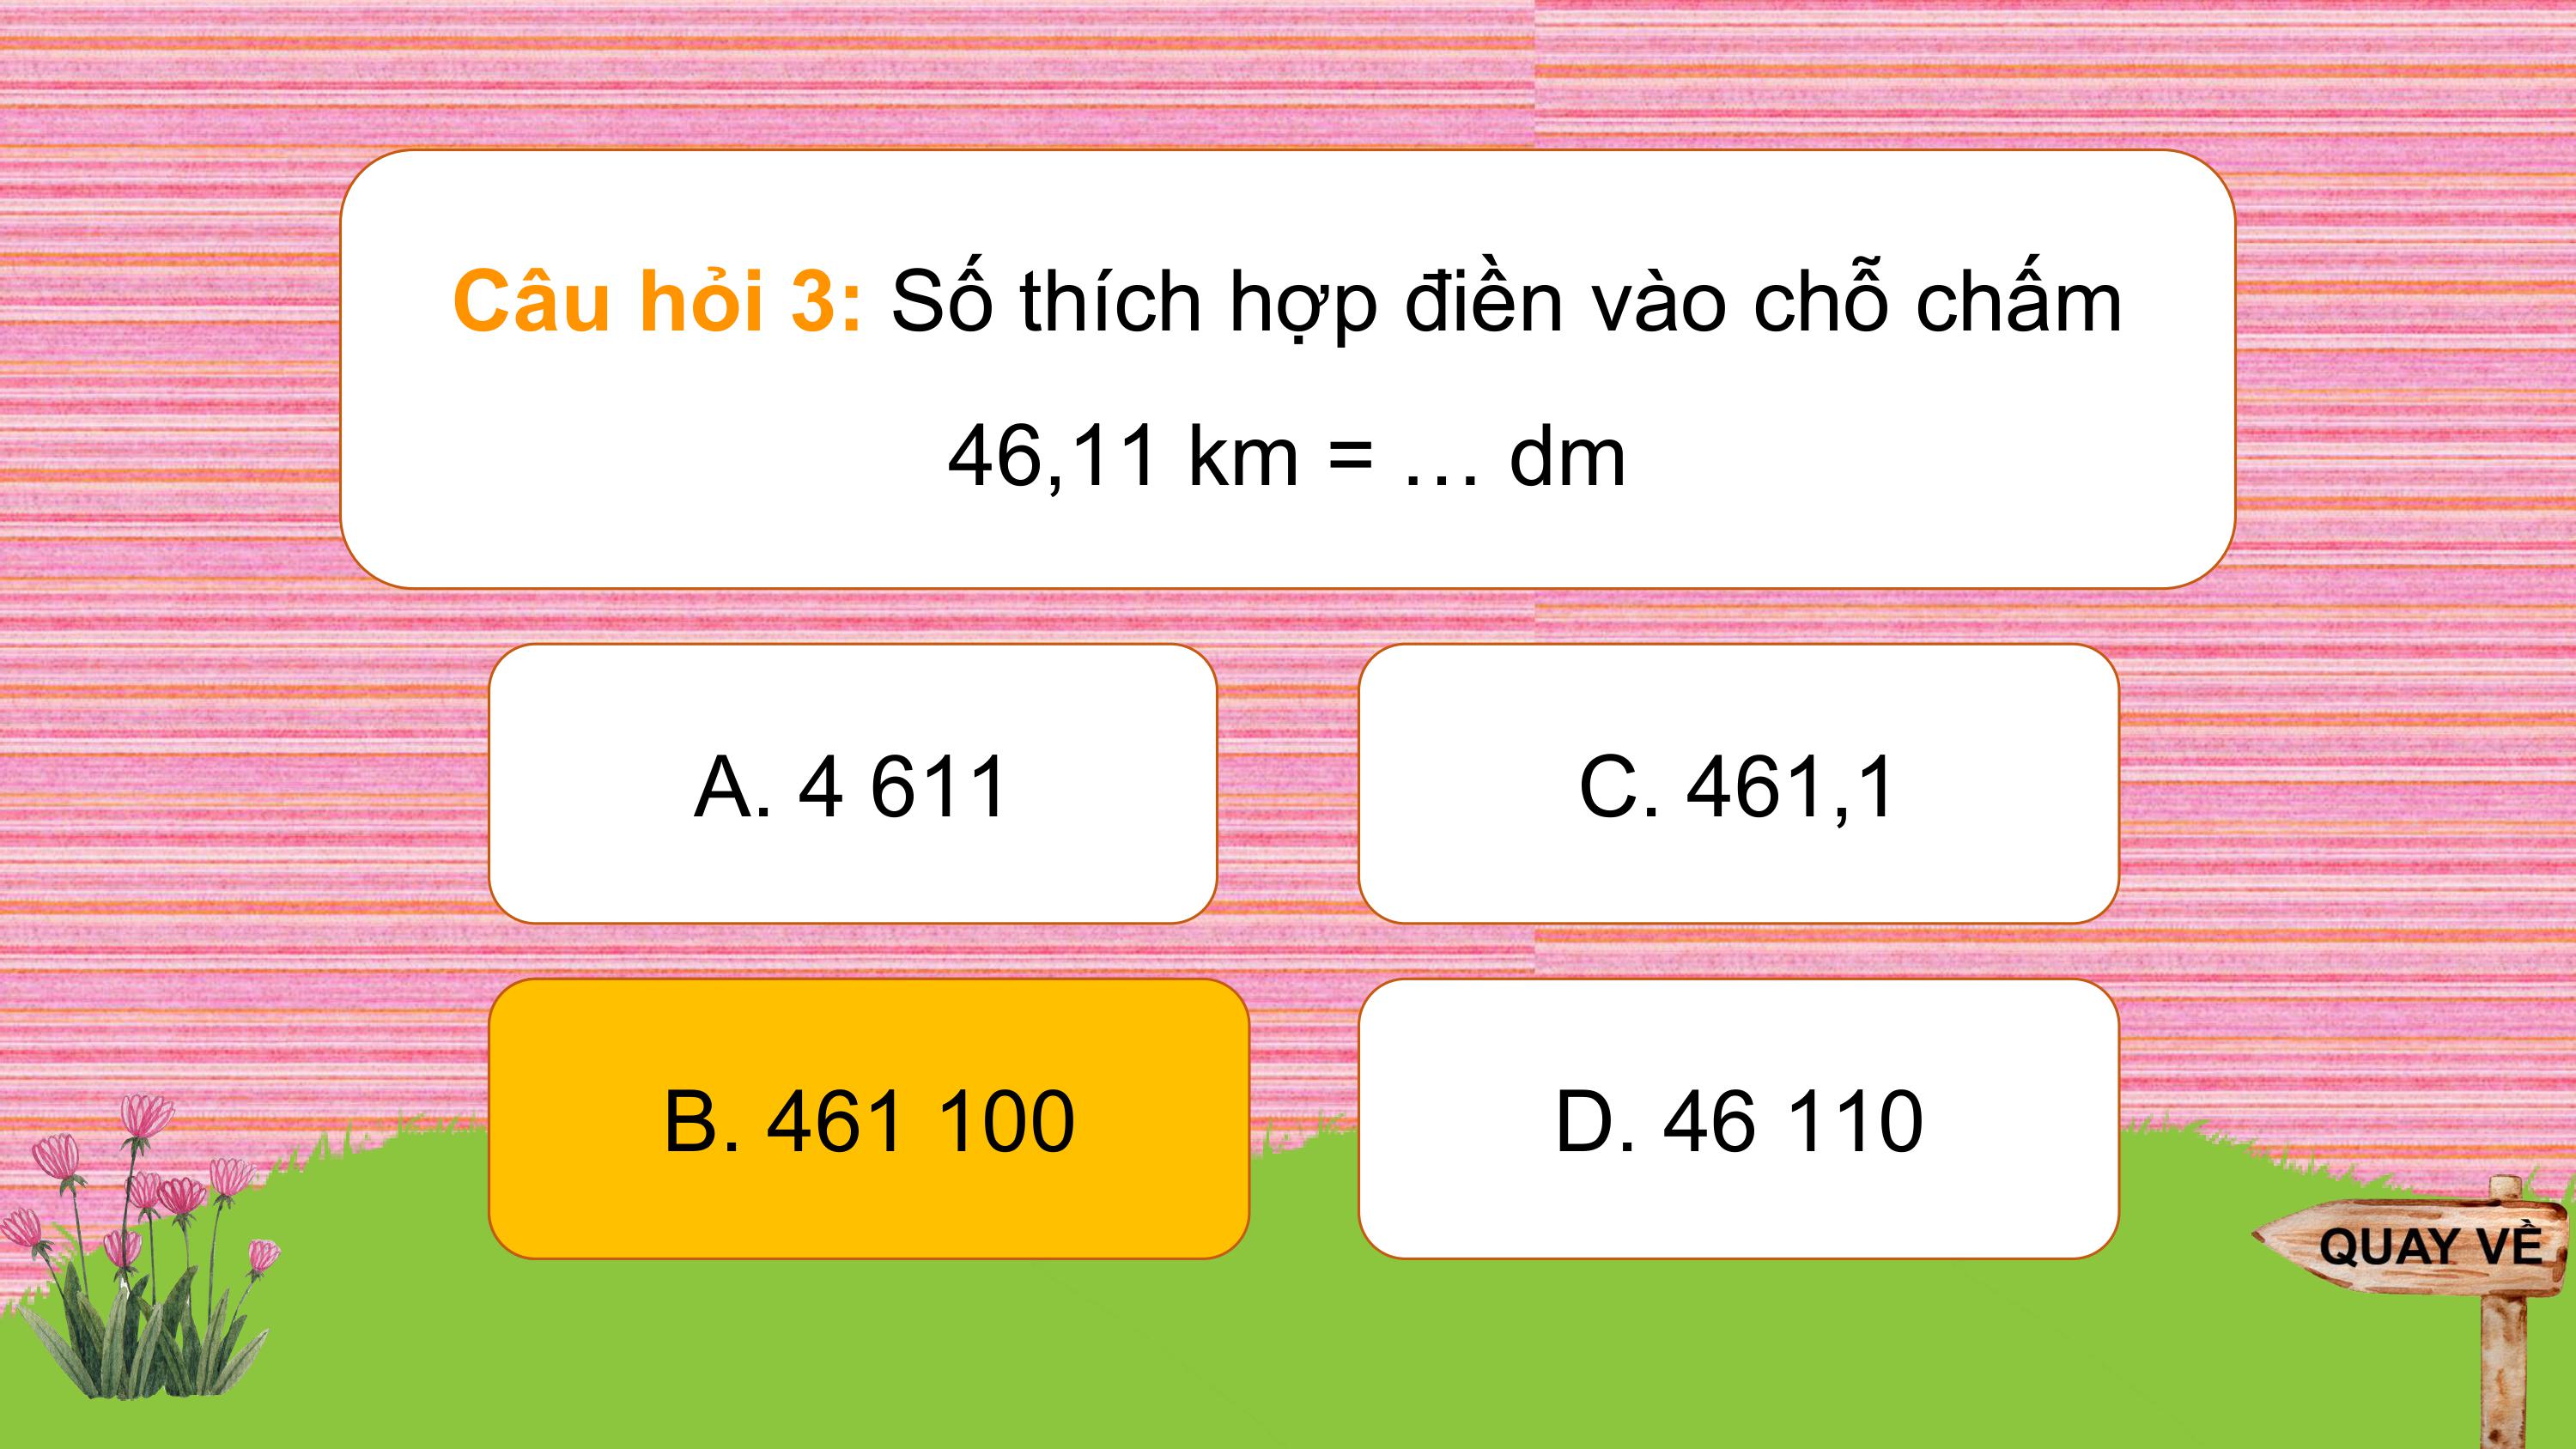 Câu hỏi 3: Số thích hợp điền vào chỗ chấm
46,11 km = … dm
A. 4 611
C. 461,1
B. 461 100
D. 46 110
QUAY VỀ